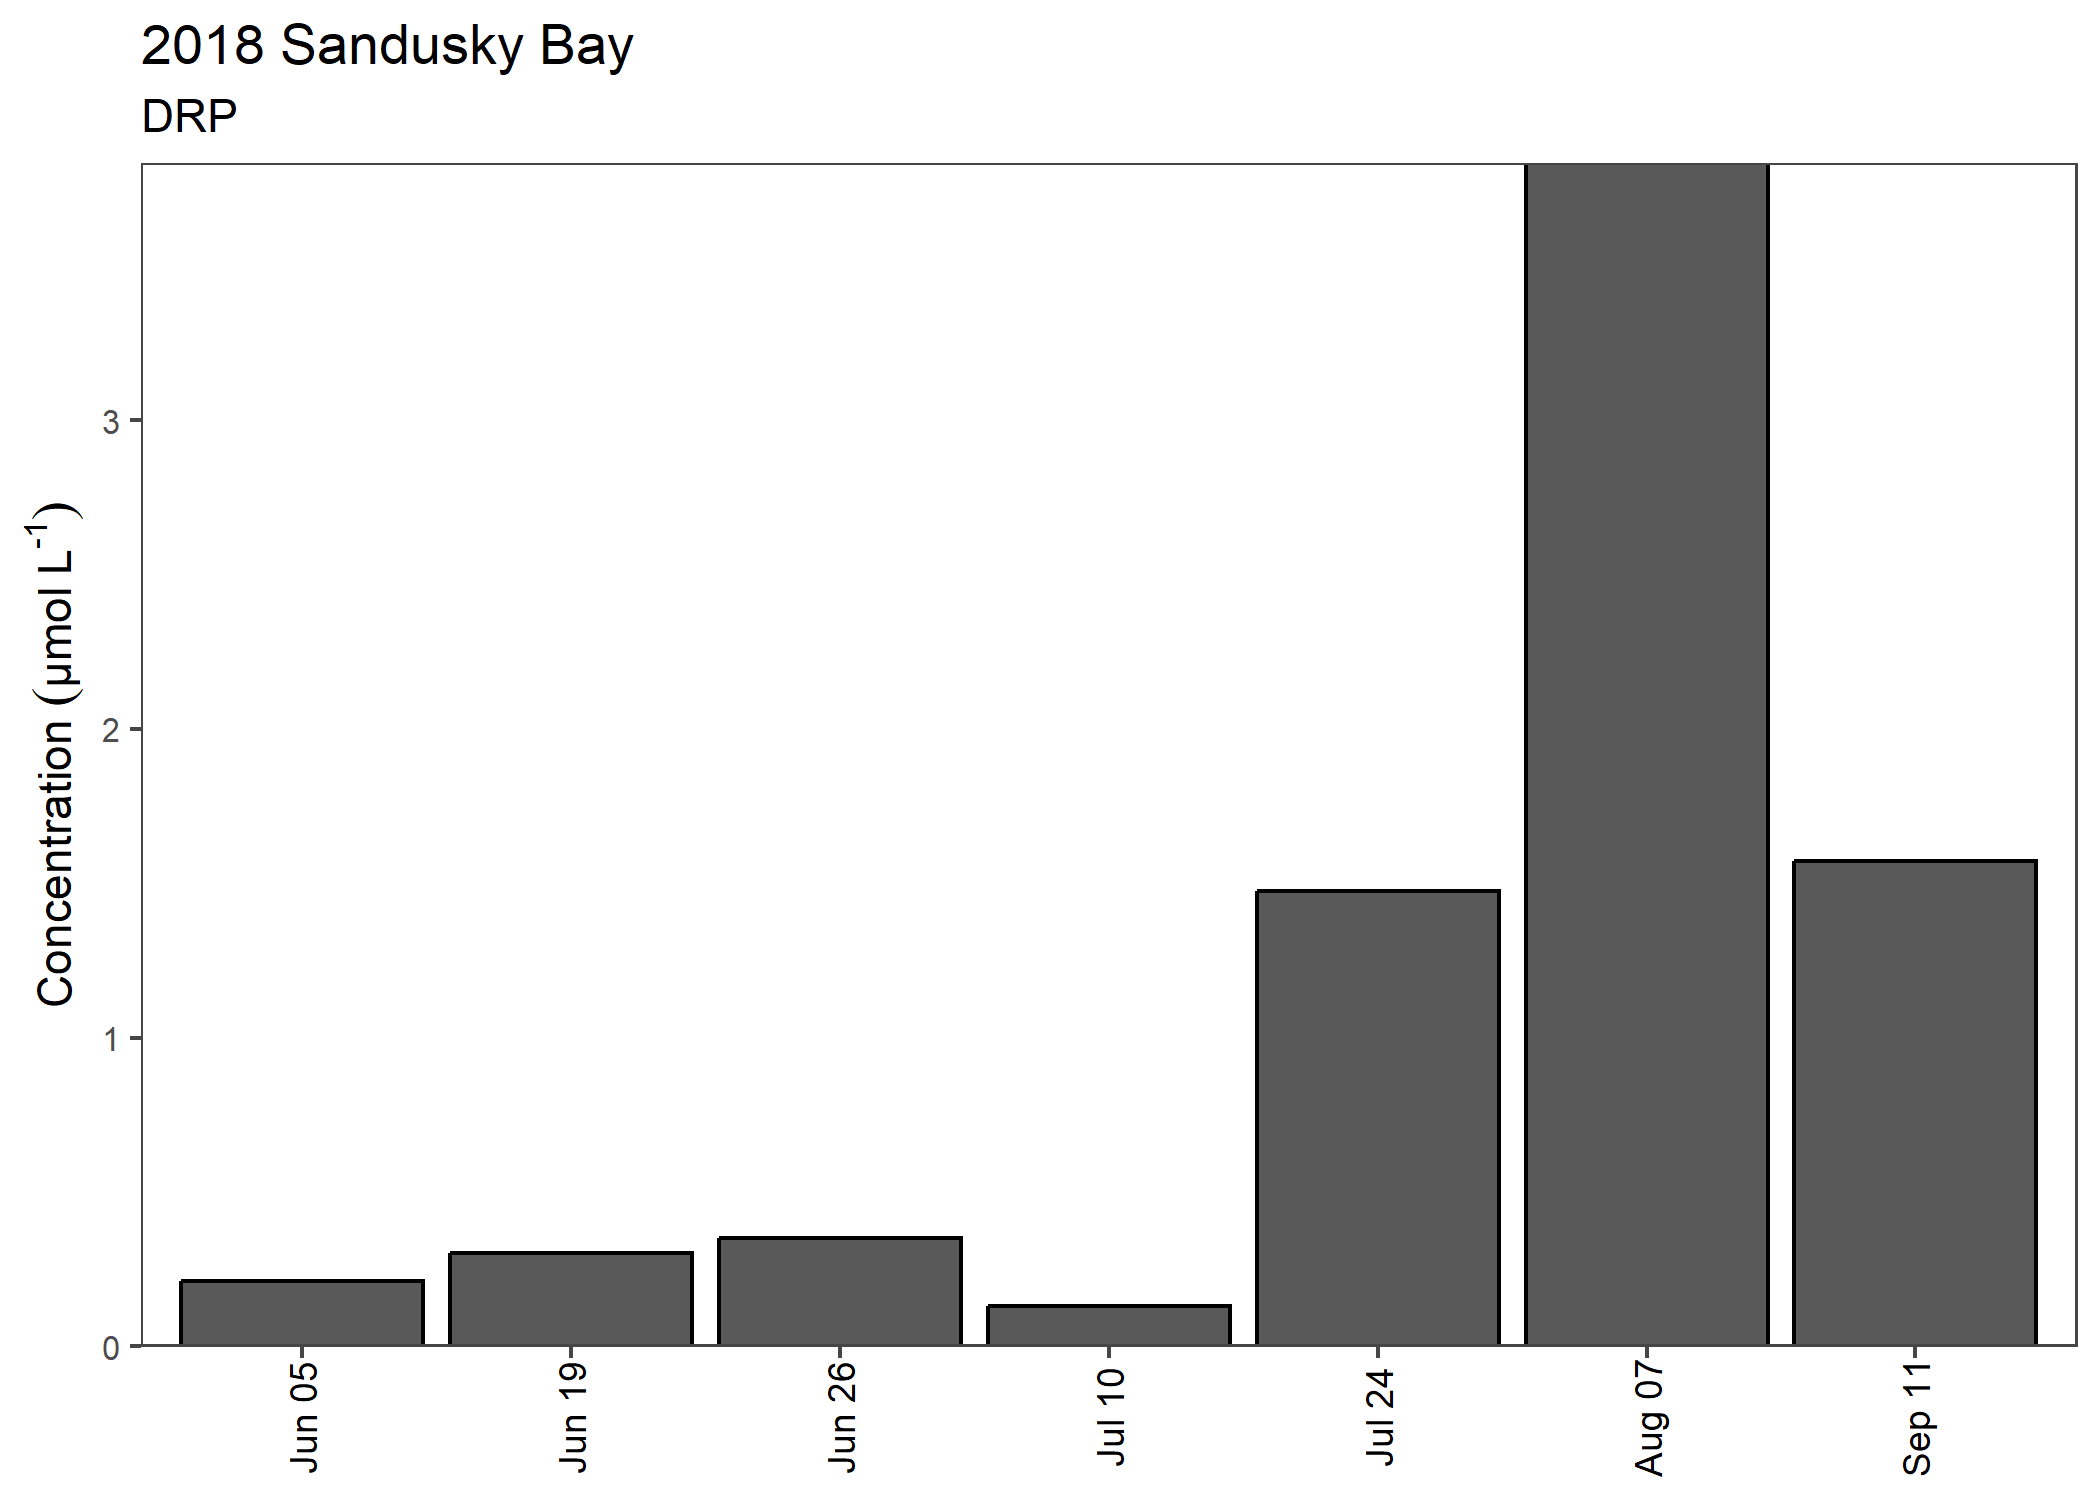 2018 Sandusky Bay
DRP
Concentration (µmol L⁻¹)
3
2
1
0
Jun 05
Jun 19
Jun 26
Jul 10
Jul 24
Aug 07
Sep 11